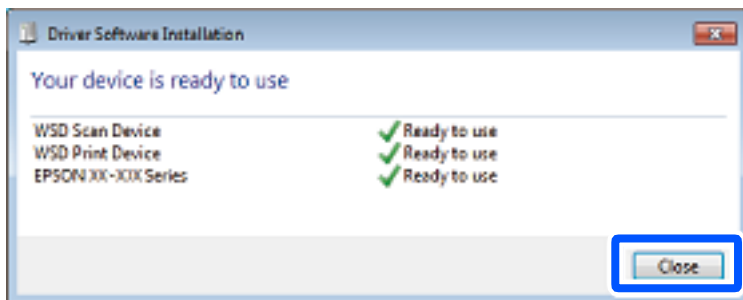 Driver Software Installation
Your device is ready to use
WSD Scan Device Ready to use
WSD Print Device Ready to use
EPSON XX-XXX Series Ready to use
Close